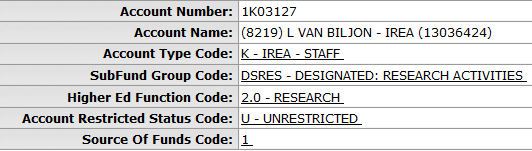 Account Number: 1K03127
Account Name: (8219) L VAN BILJON - IREA (13036424)
Account Type Code: K - IREA - STAFF
SubFund Group Code: DSRES - DESIGNATED: RESEARCH ACTIVITIES
Higher Ed Function Code: 2.0 - RESEARCH
Account Restricted Status Code: U - UNRESTRICTED
Source Of Funds Code: 1